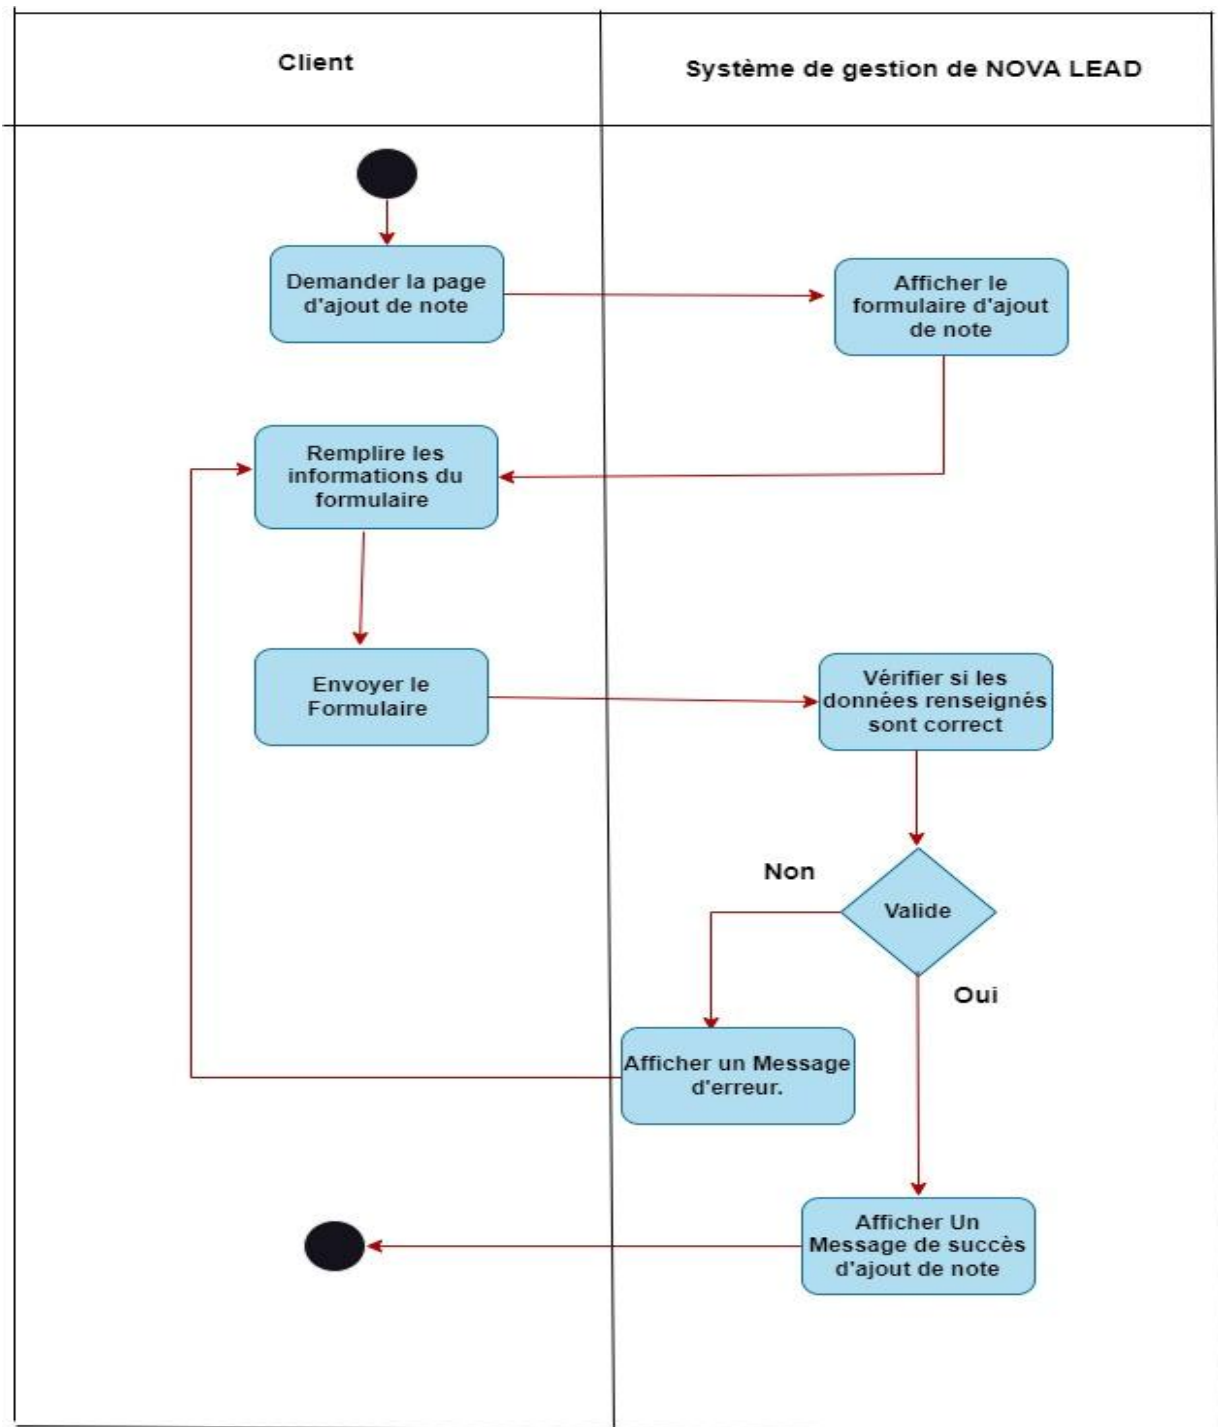 Client
Système de gestion de NOVA LEAD
Demander la page
d'ajout de note
Afficher le
formulaire d'ajout
de note
Remplire les
informations du
formulaire
Envoyer le
Formulaire
Vérifier si les
données renseignés
sont correct
Non
Valide
Oui
Afficher un Message
d'erreur.
Afficher Un
Message de succès
d'ajout de note